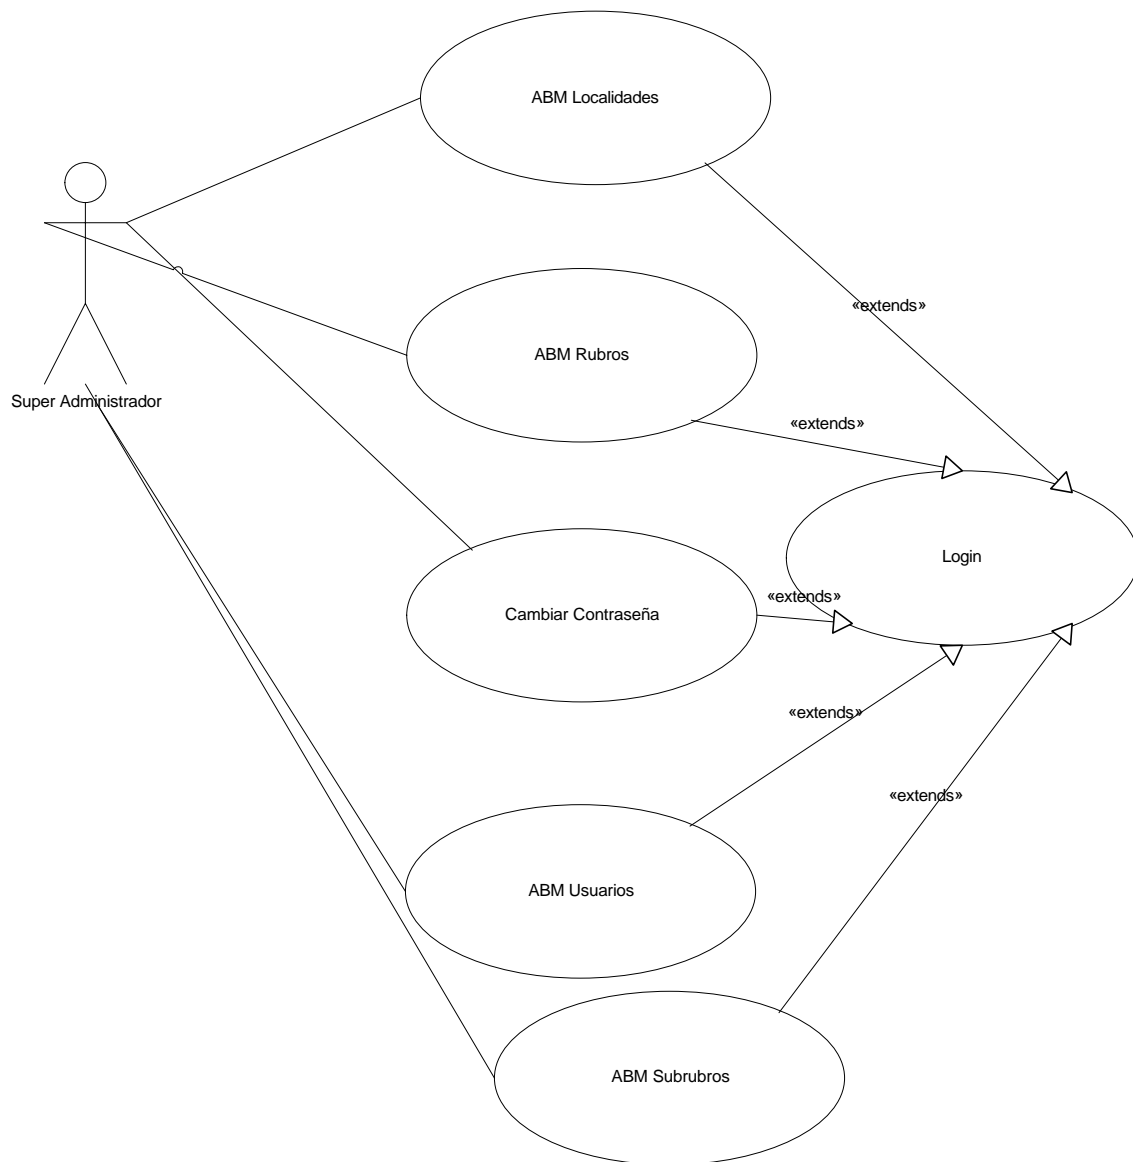 ABM Localidades
«extends»
ABM Rubros
Super Administrador
«extends»
Login
Cambiar Contraseña
«extends»
«extends»
«extends»
ABM Usuarios
ABM Subrubros